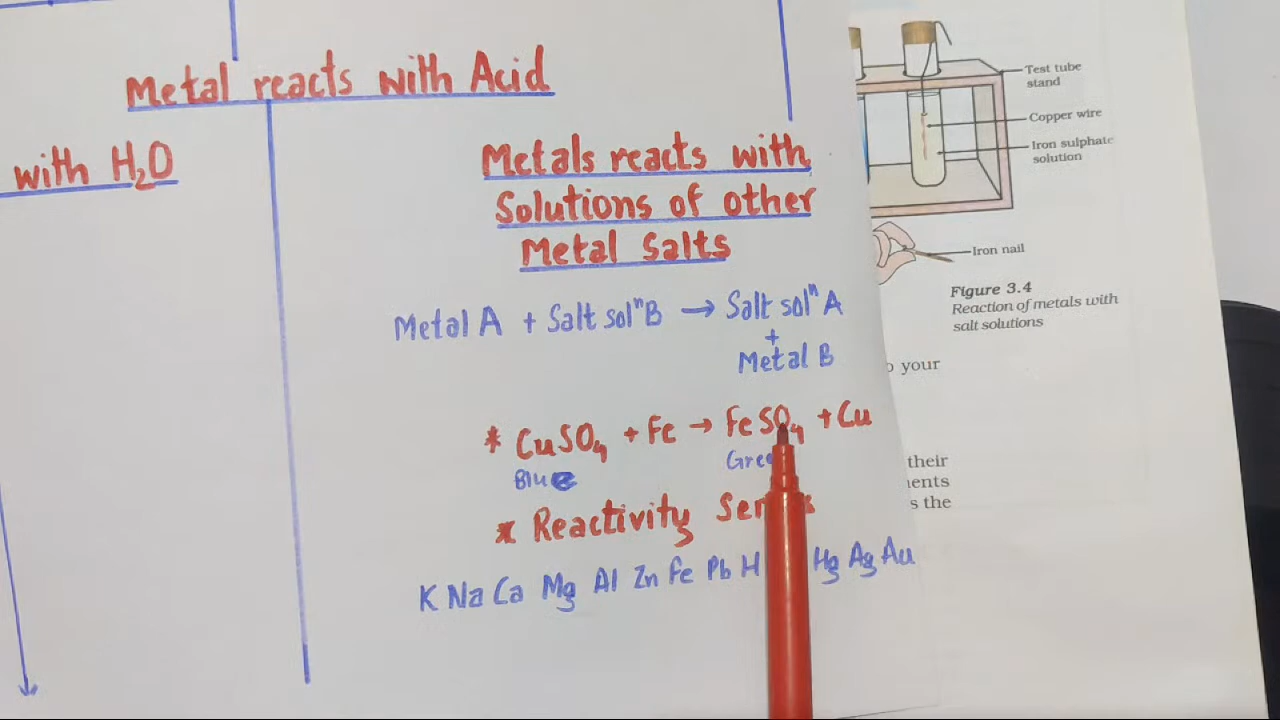 Metal reacts with Acid
with H₂O
Metals reacts with
Solutions of other
Metal Salts
Metal A + Salt solⁿ B → Salt solⁿ A
+
Metal B
* CuSO₄ + Fe → FeSO₄ + Cu
Blue
* Reactivity
K Na Ca Mg Al Zn Fe Pb H Hg Ag Au
Test tube
stand
Copper wire
Iron sulphate
solution
Iron nail
Figure 3.4
Reaction of metals with
salt solutions
your
their
s the